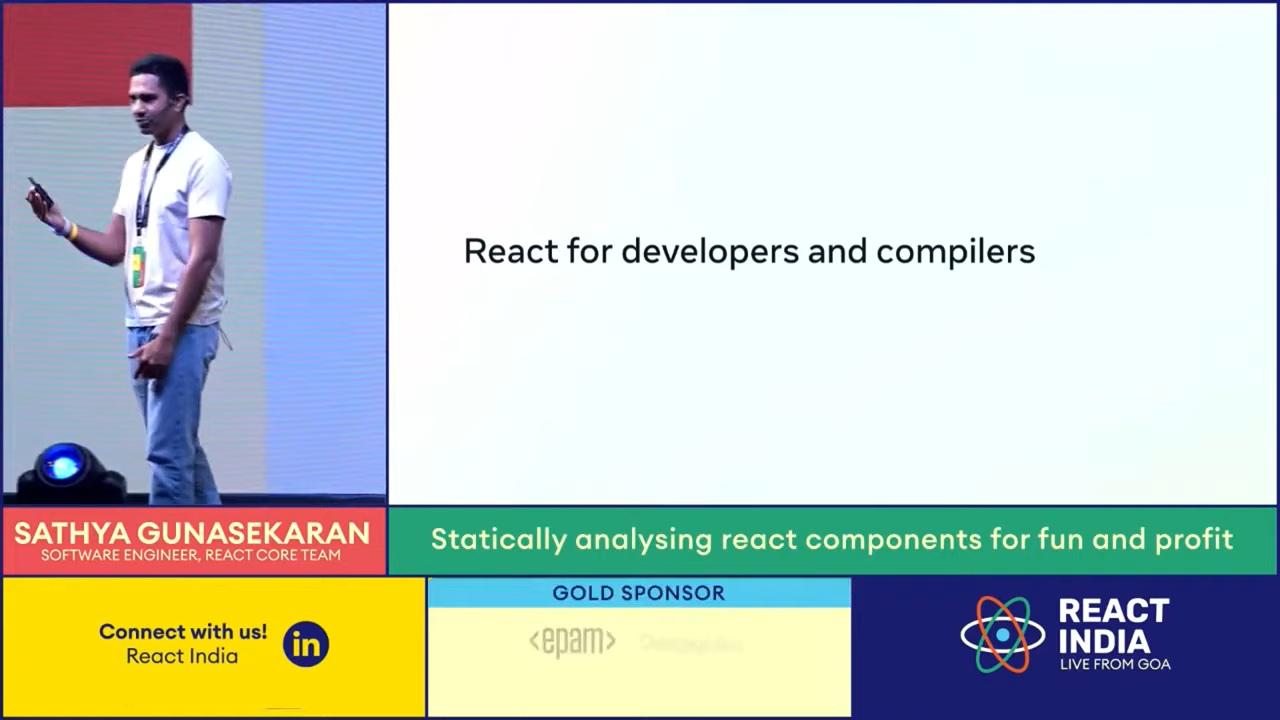 React for developers and compilers
SATHYA GUNASEKARAN
SOFTWARE ENGINEER, REACT CORE TEAM
Statically analysing react components for fun and profit
Connect with us!
React India
in
GOLD SPONSOR
<epam>
REACT
INDIA
LIVE FROM GOA